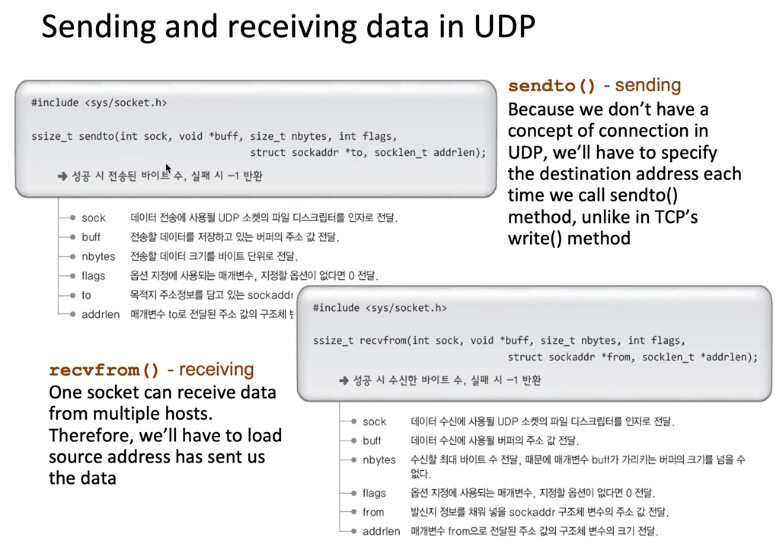 Sending and receiving data in UDP
#include <sys/socket.h>
ssize_t sendto(int sock, void *buff, size_t nbytes, int flags,
struct sockaddr *to, socklen_t addrlen);
➔ 성공 시 전송된 바이트 수, 실패 시 -1 반환
sock 데이터 전송에 사용될 UDP 소켓의 파일 디스크립터를 인자로 전달.
buff 전송할 데이터를 저장하고 있는 버퍼의 주소 값 전달.
nbytes 전송할 데이터 크기를 바이트 단위로 전달.
flags 옵션 지정에 사용되는 매개변수, 지정할 옵션이 없다면 0 전달.
to 목적지 주소정보를 담고 있는 sockaddr
addrlen 매개변수 to로 전달된 주소 값의 구조체
sendto() - sending
Because we don't have a
concept of connection in
UDP, we'll have to specify
the destination address each
time we call sendto()
method, unlike in TCP's
write() method
recvfrom() - receiving
One socket can receive data
from multiple hosts.
Therefore, we'll have to load
source address has sent us
the data
#include <sys/socket.h>
ssize_t recvfrom(int sock, void *buff, size_t nbytes, int flags,
struct sockaddr *from, socklen_t *addrlen);
➔ 성공 시 수신한 바이트 수, 실패 시 -1 반환
sock 데이터 수신에 사용될 UDP 소켓의 파일 디스크립터를 인자로 전달.
buff 데이터 수신에 사용될 버퍼의 주소 값 전달.
nbytes 수신할 최대 바이트 수 전달, 때문에 매개변수 buff가 가리키는 버퍼의 크기를 넘을 수
없다.
flags 옵션 지정에 사용되는 매개변수, 지정할 옵션이 없다면 0 전달.
from 발신지 정보를 채워 넣을 sockaddr 구조체 변수의 주소 값 전달.
addrlen 매개변수 from으로 전달된 주소 값의 구조체 변수의 크기 전달.